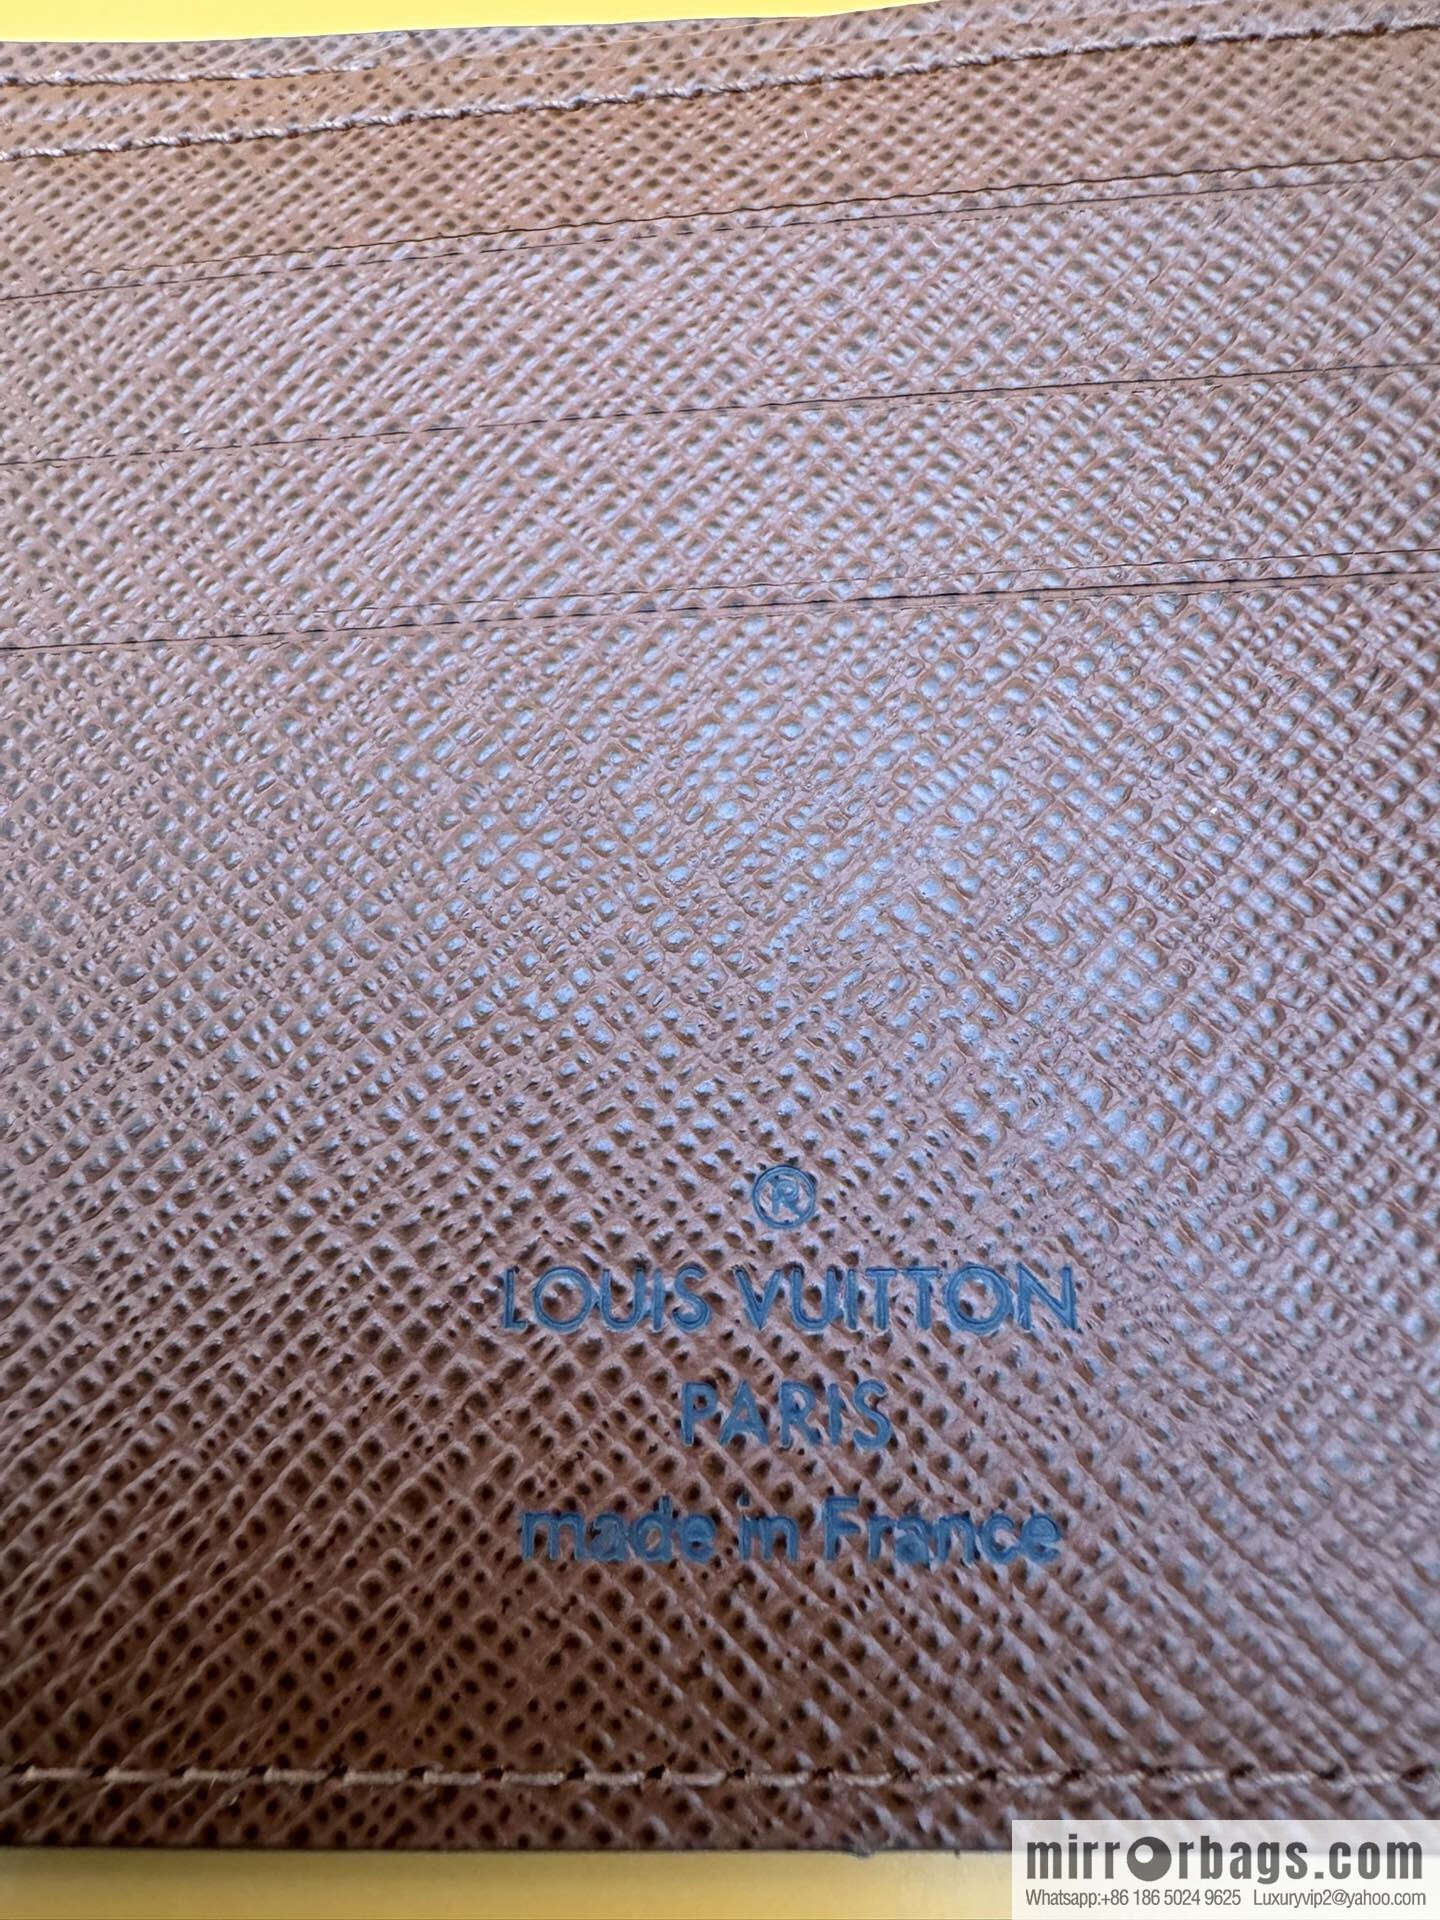 ®
LOUIS VUITTON
PARIS
made in France
mirrorbags.com
Whatsapp:+86 186 5024 9625 Luxuryvip2@yahoo.com